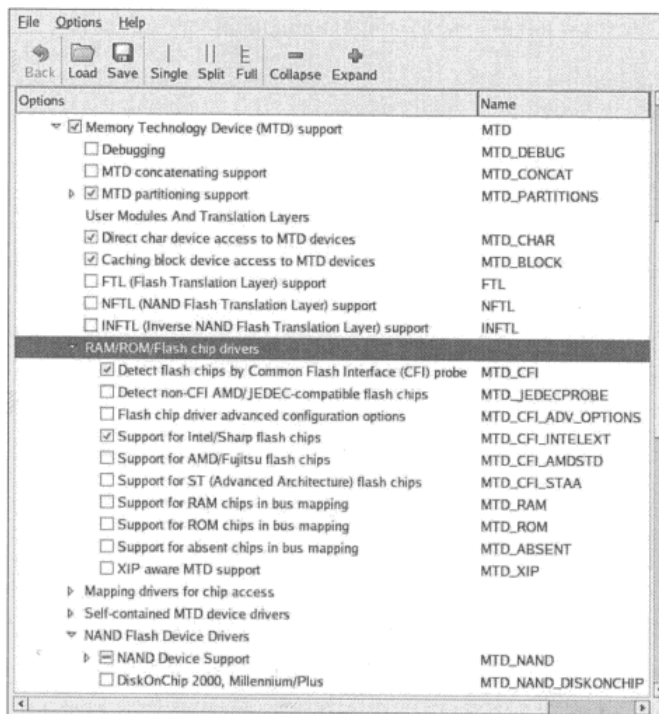 File Options Help
Back Load Save Single Split Full Collapse Expand
Options Name
Memory Technology Device (MTD) support MTD
Debugging MTD_DEBUG
MTD concatenating support MTD_CONCAT
MTD partitioning support MTD_PARTITIONS
User Modules And Translation Layers
Direct char device access to MTD devices MTD_CHAR
Caching block device access to MTD devices MTD_BLOCK
FTL (Flash Translation Layer) support FTL
NFTL (NAND Flash Translation Layer) support NFTL
INFTL (Inverse NAND Flash Translation Layer) support INFTL
RAM/ROM/Flash chip drivers
Detect flash chips by Common Flash Interface (CFI) probe MTD_CFI
Detect non-CFI AMD/JEDEC-compatible flash chips MTD_JEDECPROBE
Flash chip driver advanced configuration options MTD_CFI_ADV_OPTIONS
Support for Intel/Sharp flash chips MTD_CFI_INTELEXT
Support for AMD/Fujitsu flash chips MTD_CFI_AMDSTD
Support for ST (Advanced Architecture) flash chips MTD_CFI_STAA
Support for RAM chips in bus mapping MTD_RAM
Support for ROM chips in bus mapping MTD_ROM
Support for absent chips in bus mapping MTD_ABSENT
XIP aware MTD support MTD_XIP
Mapping drivers for chip access
Self-contained MTD device drivers
NAND Flash Device Drivers
NAND Device Support MTD_NAND
DiskOnChip 2000, Millennium/Plus MTD_NAND_DISKONCHIP